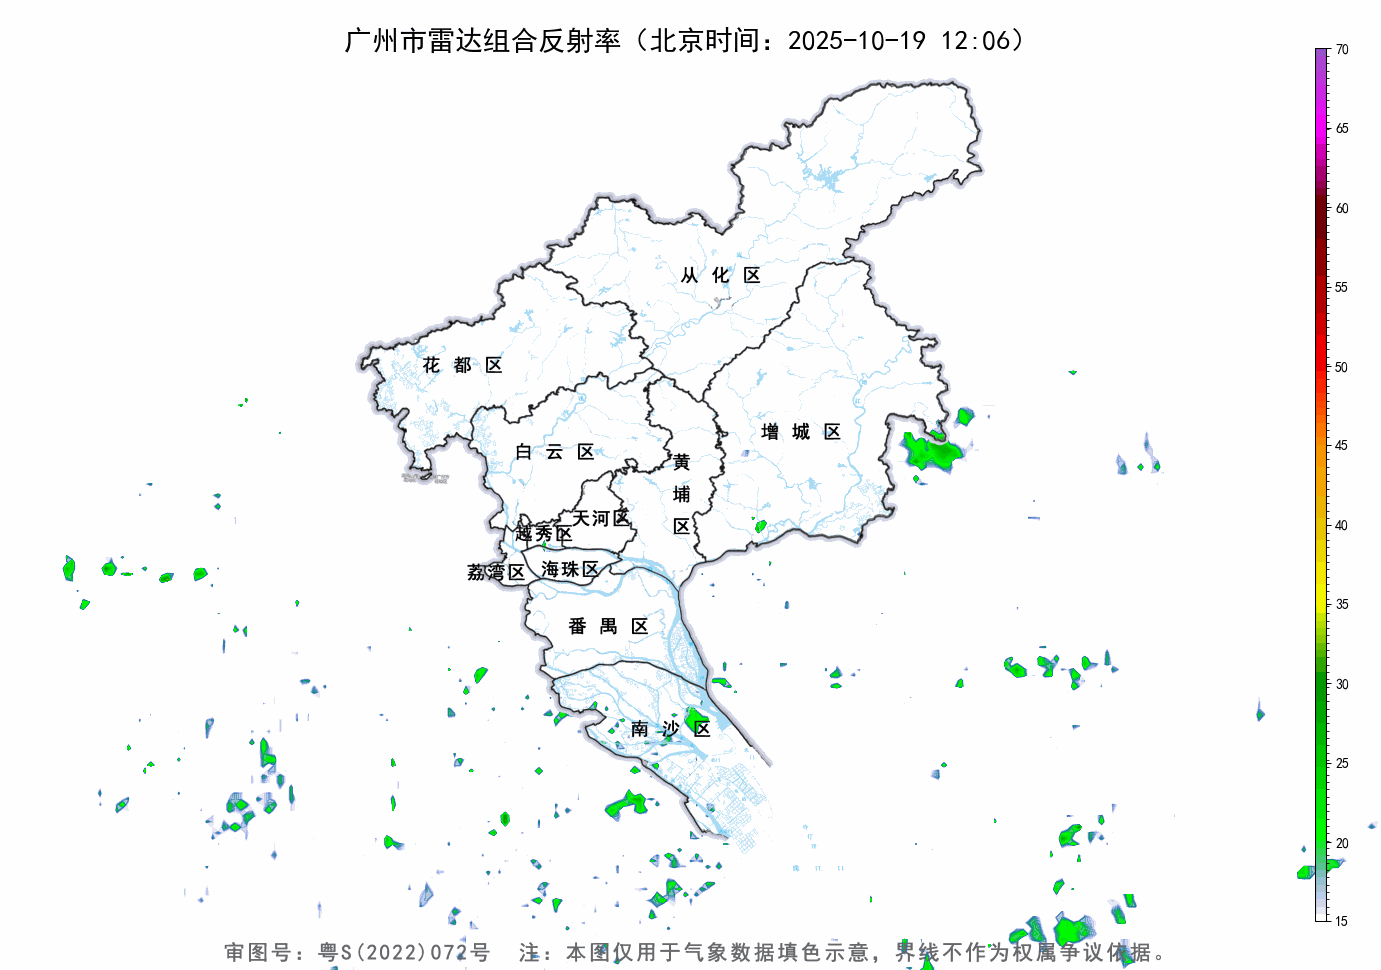 广州市雷达组合反射率（北京时间：2025-10-19 12:06）
70
65
60
55
50
45
40
35
30
25
20
15
从化区
花都区
增城区
白云区
黄埔区
天河区
越秀区
荔湾区
海珠区
番禺区
南沙区
审图号：粤S(2022)072号 注：本图仅用于气象数据填色示意，界线不作为权属争议依据。